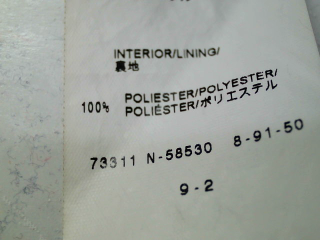 INTERIOR/LINING/
裏地
100% POLIESTER/POLYESTER/
POLIÉSTER/ポリエステル
73311 N-58530 8-91-50
9-2